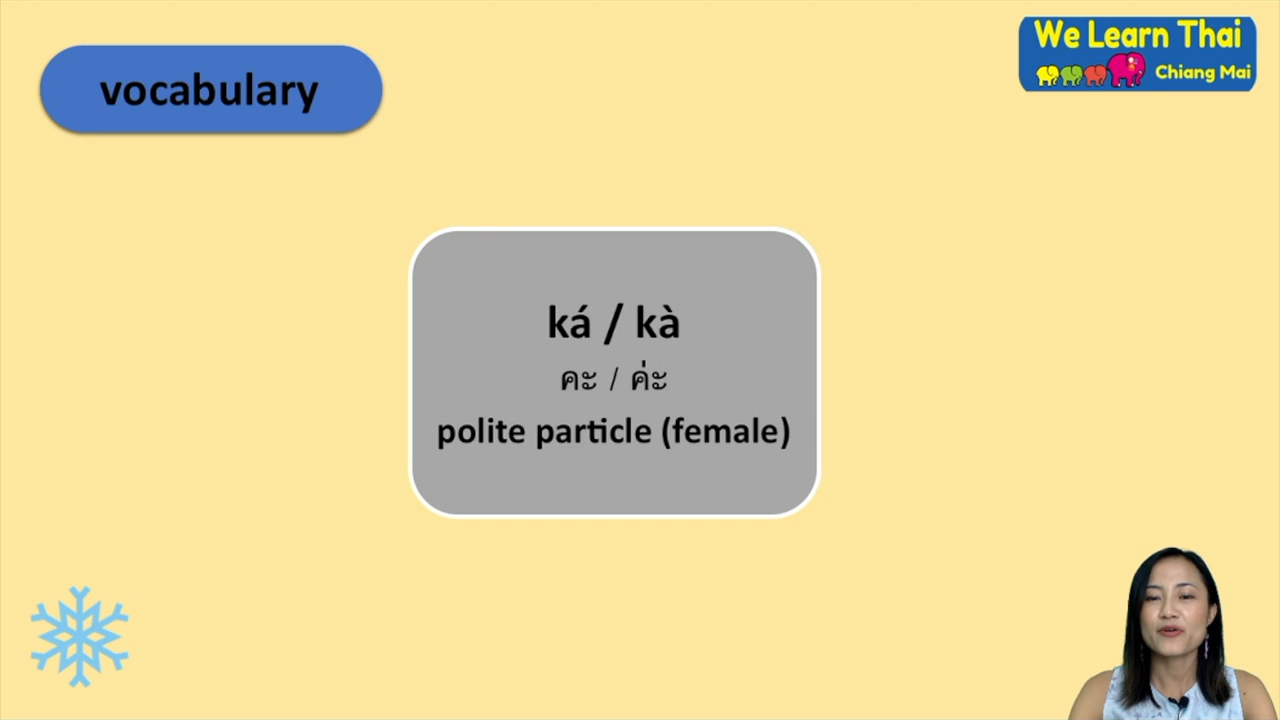 vocabulary
We Learn Thai
Chiang Mai
ká / kà
คะ / ค่ะ
polite particle (female)